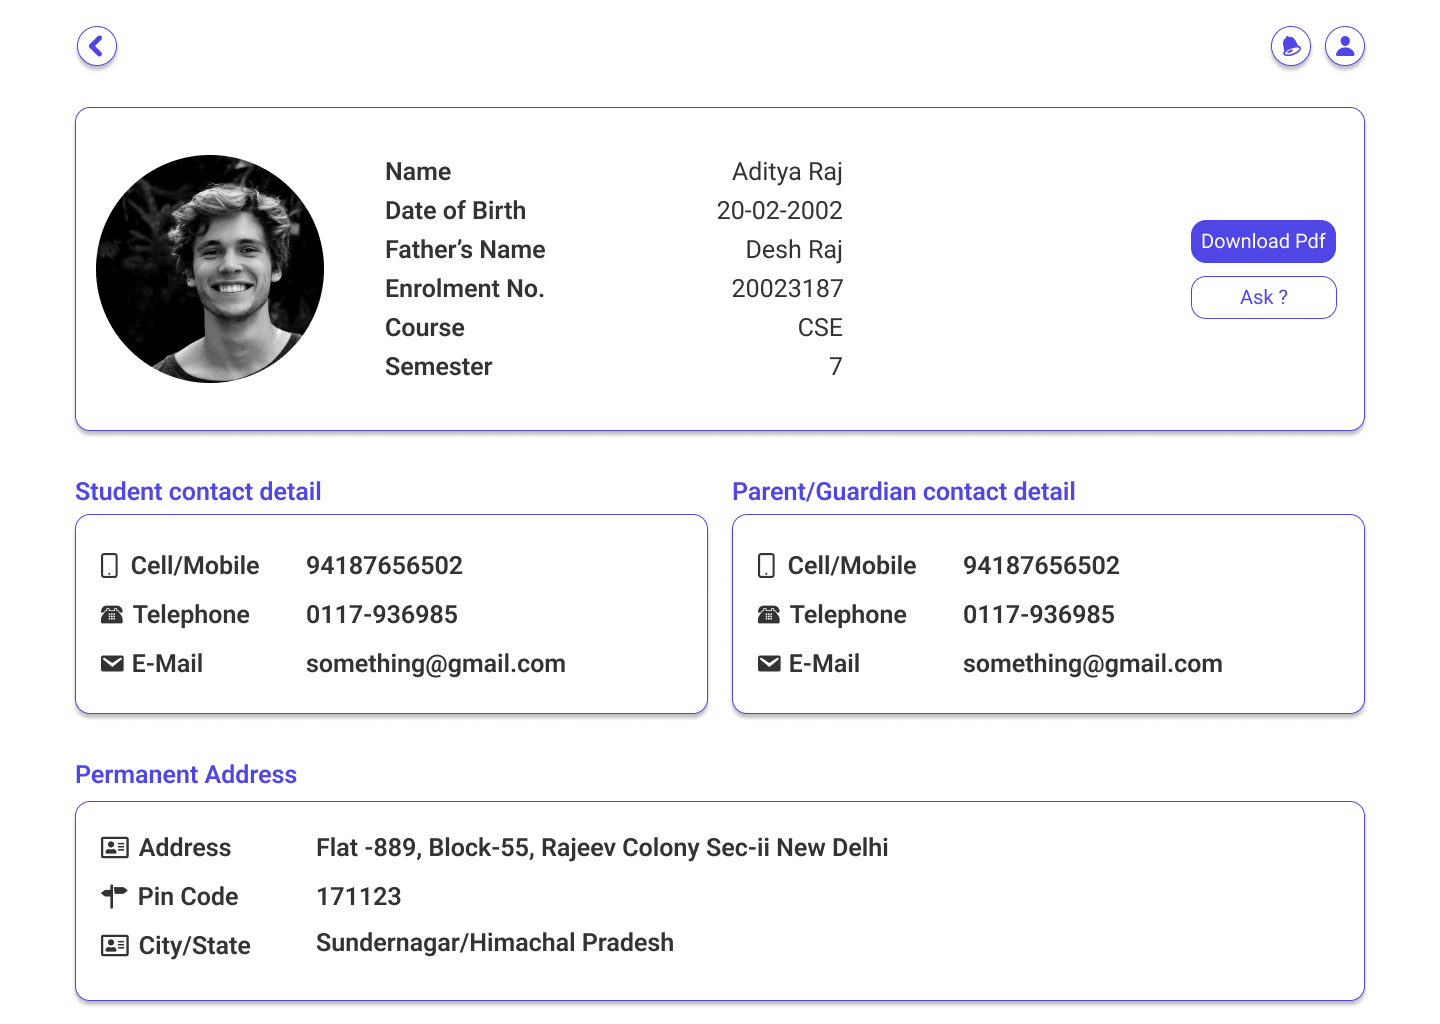 Name Aditya Raj
Date of Birth 20-02-2002
Father’s Name Desh Raj
Enrolment No. 20023187
Course CSE
Semester 7
Download Pdf
Ask ?
Student contact detail
Cell/Mobile 94187656502
Telephone 0117-936985
E-Mail something@gmail.com
Parent/Guardian contact detail
Cell/Mobile 94187656502
Telephone 0117-936985
E-Mail something@gmail.com
Permanent Address
Address Flat -889, Block-55, Rajeev Colony Sec-ii New Delhi
Pin Code 171123
City/State Sundernagar/Himachal Pradesh